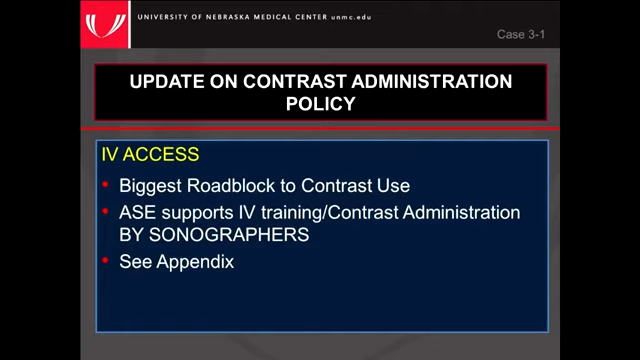 UNIVERSITY OF NEBRASKA MEDICAL CENTER unmc.edu
Case 3-1
UPDATE ON CONTRAST ADMINISTRATION
POLICY
IV ACCESS
• Biggest Roadblock to Contrast Use
• ASE supports IV training/Contrast Administration
BY SONOGRAPHERS
• See Appendix